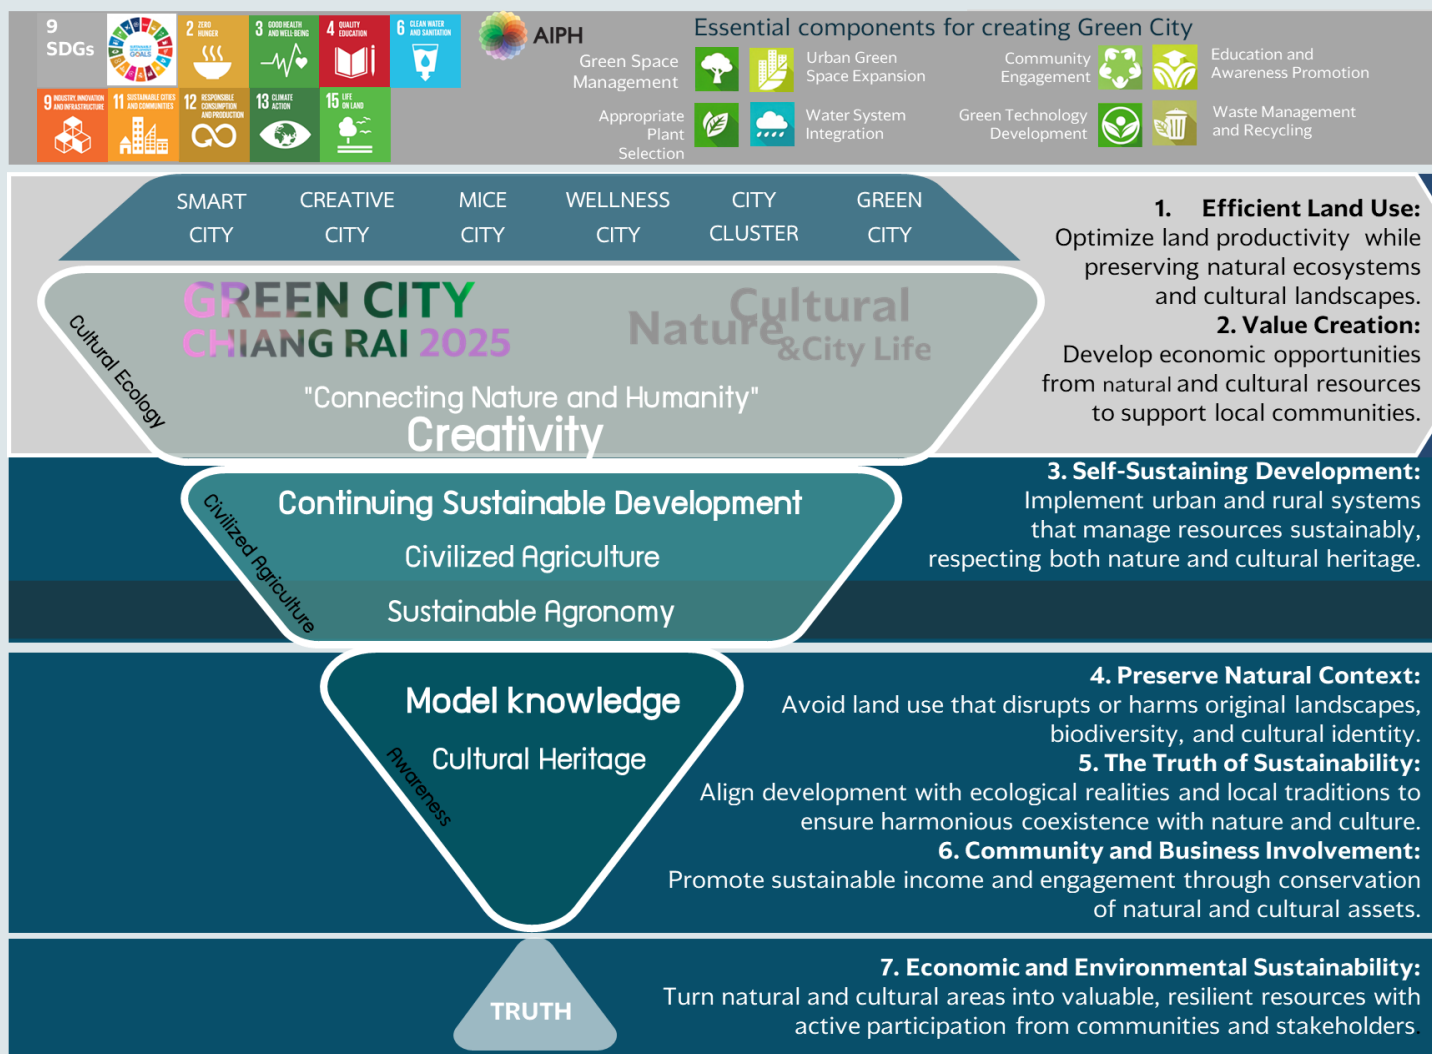 9
SDGs
SUSTAINABLE
DEVELOPMENT
GOALS
2 ZERO
HUNGER
3 GOOD HEALTH
AND WELL-BEING
4 QUALITY
EDUCATION
6 CLEAN WATER
AND SANITATION
9 INDUSTRY, INNOVATION
AND INFRASTRUCTURE
11 SUSTAINABLE CITIES
AND COMMUNITIES
12 RESPONSIBLE
CONSUMPTION
AND PRODUCTION
13 CLIMATE
ACTION
15 LIFE
ON LAND
AIPH
Essential components for creating Green City
Green Space
Management
Urban Green
Space Expansion
Community
Engagement
Education and
Awareness Promotion
Appropriate
Plant
Selection
Water System
Integration
Green Technology
Development
Waste Management
and Recycling
SMART
CITY
CREATIVE
CITY
MICE
CITY
WELLNESS
CITY
CITY
CLUSTER
GREEN
CITY
GREEN CITY
CHIANG RAI 2025
Cultural
Nature
&City Life
Cultural Ecology
"Connecting Nature and Humanity"
Creativity
Continuing Sustainable Development
Civilized Agriculture
Sustainable Agronomy
Civilized Agriculture
Model knowledge
Cultural Heritage
Awareness
TRUTH
1. Efficient Land Use:
Optimize land productivity while
preserving natural ecosystems
and cultural landscapes.
2. Value Creation:
Develop economic opportunities
from natural and cultural resources
to support local communities.
3. Self-Sustaining Development:
Implement urban and rural systems
that manage resources sustainably,
respecting both nature and cultural heritage.
4. Preserve Natural Context:
Avoid land use that disrupts or harms original landscapes,
biodiversity, and cultural identity.
5. The Truth of Sustainability:
Align development with ecological realities and local traditions to
ensure harmonious coexistence with nature and culture.
6. Community and Business Involvement:
Promote sustainable income and engagement through conservation
of natural and cultural assets.
7. Economic and Environmental Sustainability:
Turn natural and cultural areas into valuable, resilient resources with
active participation from communities and stakeholders.